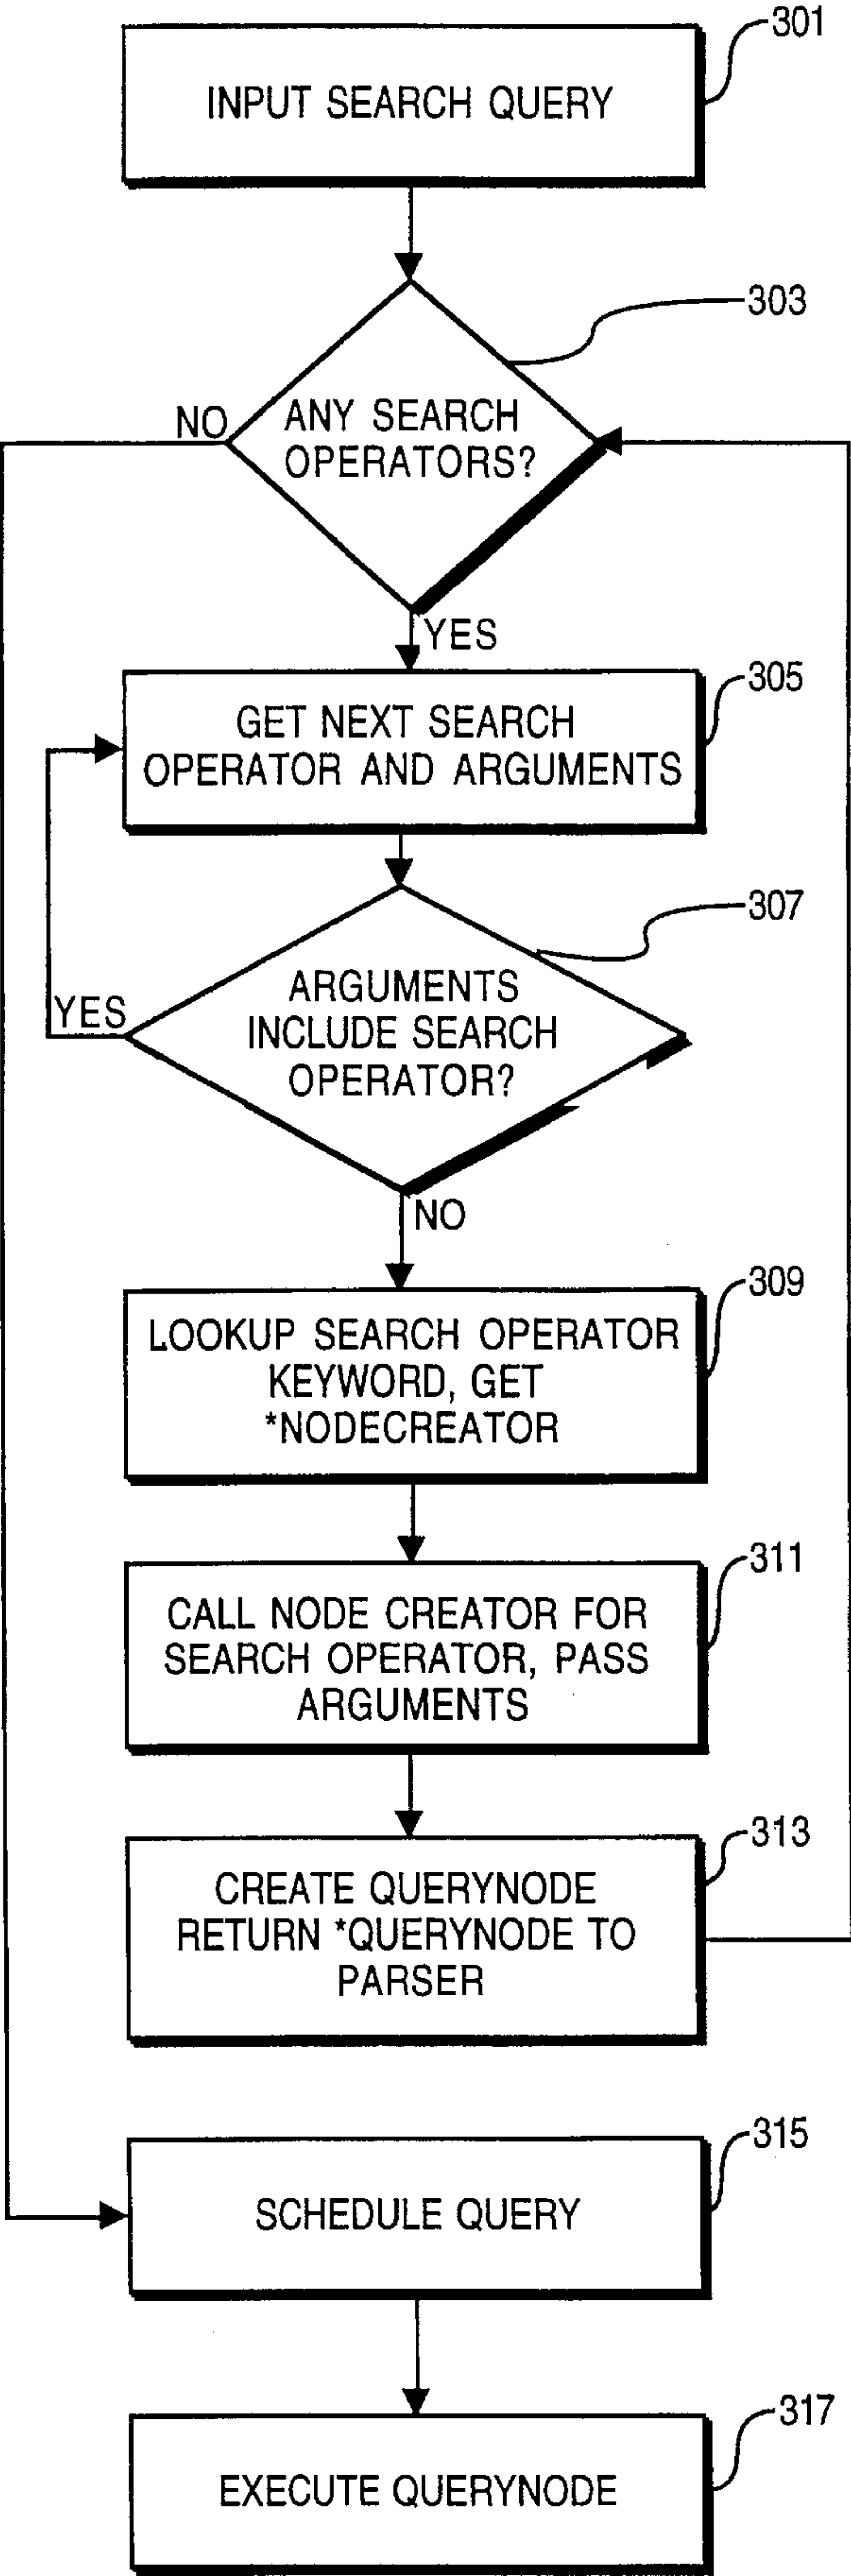 301
INPUT SEARCH QUERY
303
NO
ANY SEARCH
OPERATORS?
YES
305
GET NEXT SEARCH
OPERATOR AND ARGUMENTS
307
ARGUMENTS
INCLUDE SEARCH
OPERATOR?
YES
NO
309
LOOKUP SEARCH OPERATOR
KEYWORD, GET
*NODECREATOR
311
CALL NODE CREATOR FOR
SEARCH OPERATOR, PASS
ARGUMENTS
313
CREATE QUERYNODE
RETURN *QUERYNODE TO
PARSER
315
SCHEDULE QUERY
317
EXECUTE QUERYNODE